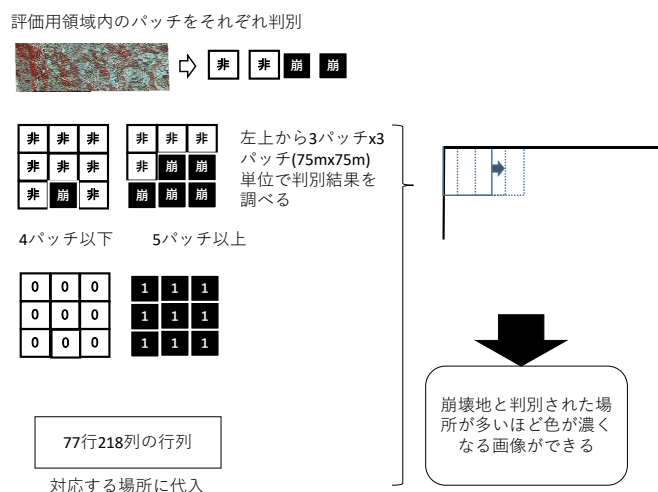 評価用領域内のパッチをそれぞれ判別
非 非 崩 崩
非 非 非
非 非 非
非 崩 非
非 非 非
非 崩 崩
崩 崩 崩
左上から3パッチx3
パッチ(75mx75m)
単位で判別結果を
調べる
4パッチ以下
5パッチ以上
0 0 0
0 0 0
0 0 0
1 1 1
1 1 1
1 1 1
77行218列の行列
対応する場所に代入
崩壊地と判別された場
所が多いほど色が濃く
なる画像ができる